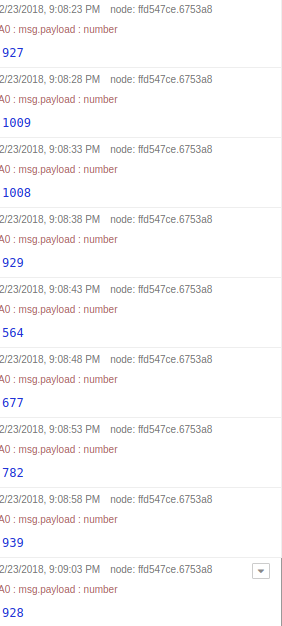 2/23/2018, 9:08:23 PM node: ffd547ce.6753a8
A0 : msg.payload : number
927
2/23/2018, 9:08:28 PM node: ffd547ce.6753a8
A0 : msg.payload : number
1009
2/23/2018, 9:08:33 PM node: ffd547ce.6753a8
A0 : msg.payload : number
1008
2/23/2018, 9:08:38 PM node: ffd547ce.6753a8
A0 : msg.payload : number
929
2/23/2018, 9:08:43 PM node: ffd547ce.6753a8
A0 : msg.payload : number
564
2/23/2018, 9:08:48 PM node: ffd547ce.6753a8
A0 : msg.payload : number
677
2/23/2018, 9:08:53 PM node: ffd547ce.6753a8
A0 : msg.payload : number
782
2/23/2018, 9:08:58 PM node: ffd547ce.6753a8
A0 : msg.payload : number
939
2/23/2018, 9:09:03 PM node: ffd547ce.6753a8
A0 : msg.payload : number
928